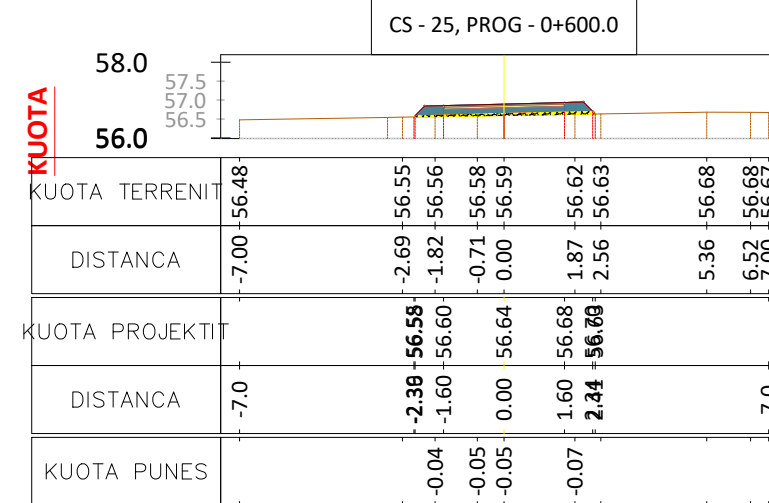 CS - 25, PROG - 0+600.0
KUOTA
58.0
57.5
57.0
56.5
56.0
KUOTA TERRENIT 56.48 56.55 56.56 56.58 56.59 56.62 56.63 56.68 56.68 56.67
DISTANCA -7.00 -2.69 -1.82 -0.71 0.00 1.87 2.56 5.36 6.52 7.00
KUOTA PROJEKTIT 56.60 56.64 56.68
DISTANCA -7.0 -1.60 0.00 1.60
KUOTA PUNES -0.04 -0.05 -0.05 -0.07